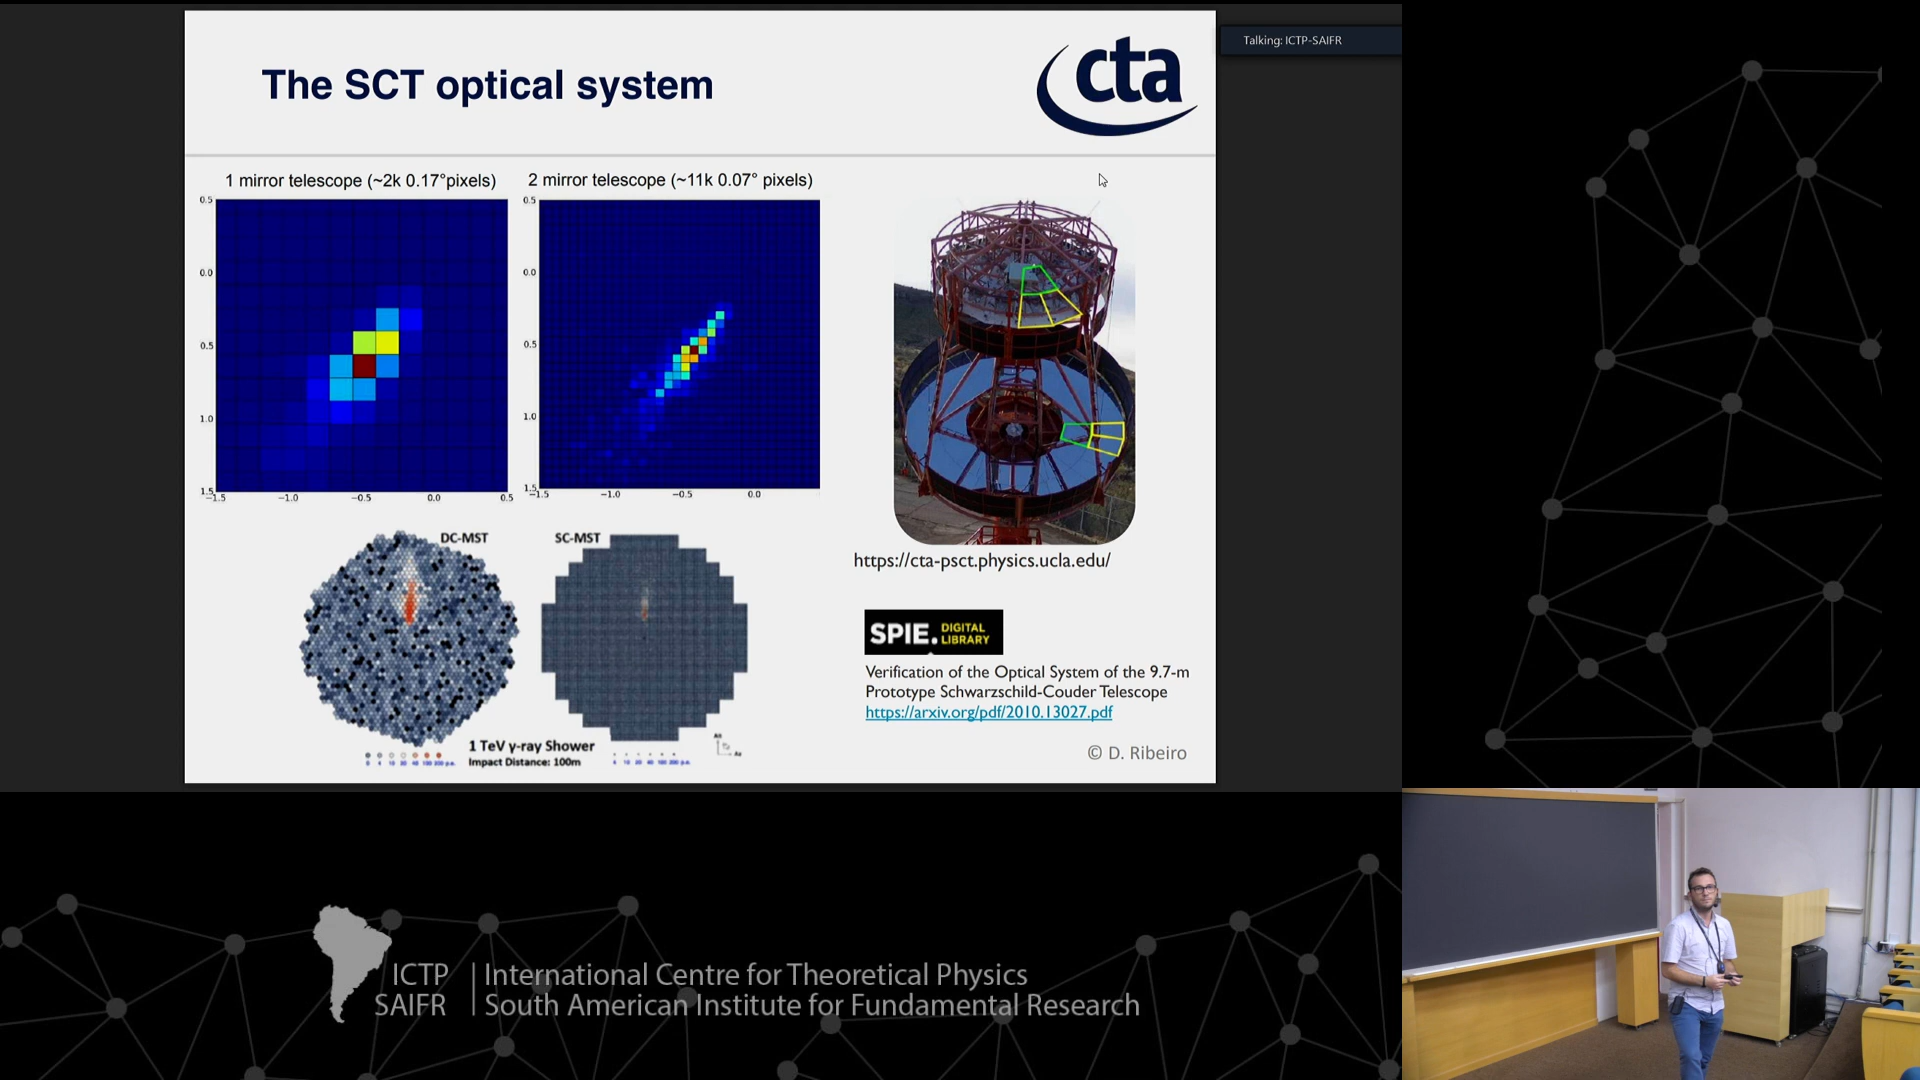 Talking: ICTP-SAIFR
The SCT optical system
cta
1 mirror telescope (~2k 0.17°pixels)
2 mirror telescope (~11k 0.07° pixels)
0.5
0.0
0.5
1.0
1.5
−1.5
−1.0
−0.5
0.0
0.5
0.5
0.0
0.5
1.0
1.5
−1.5
−1.0
−0.5
0.0
https://cta-psct.physics.ucla.edu/
DC-MST
SC-MST
1 TeV γ-ray Shower
Impact Distance: 100m
SPIE. DIGITAL LIBRARY
Verification of the Optical System of the 9.7-m
Prototype Schwarzschild-Couder Telescope
https://arxiv.org/pdf/2010.13027.pdf
© D. Ribeiro
ICTP | International Centre for Theoretical Physics
SAIFR | South American Institute for Fundamental Research